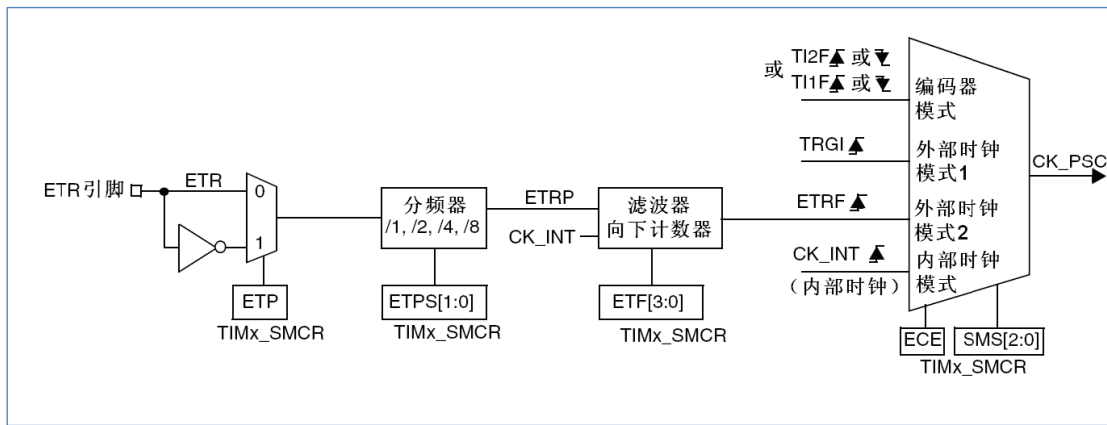 ETR引脚
ETR
0
1
ETP
TIMx_SMCR
分频器
/1, /2, /4, /8
ETPS[1:0]
TIMx_SMCR
ETRP
CK_INT
滤波器
向下计数器
ETF[3:0]
TIMx_SMCR
或 TI2F 或
TI1F 或
编码器
模式
TRGI
外部时钟
模式1
ETRF
外部时钟
模式2
CK_INT
(内部时钟)
内部时钟
模式
CK_PSC
ECE
SMS[2:0]
TIMx_SMCR